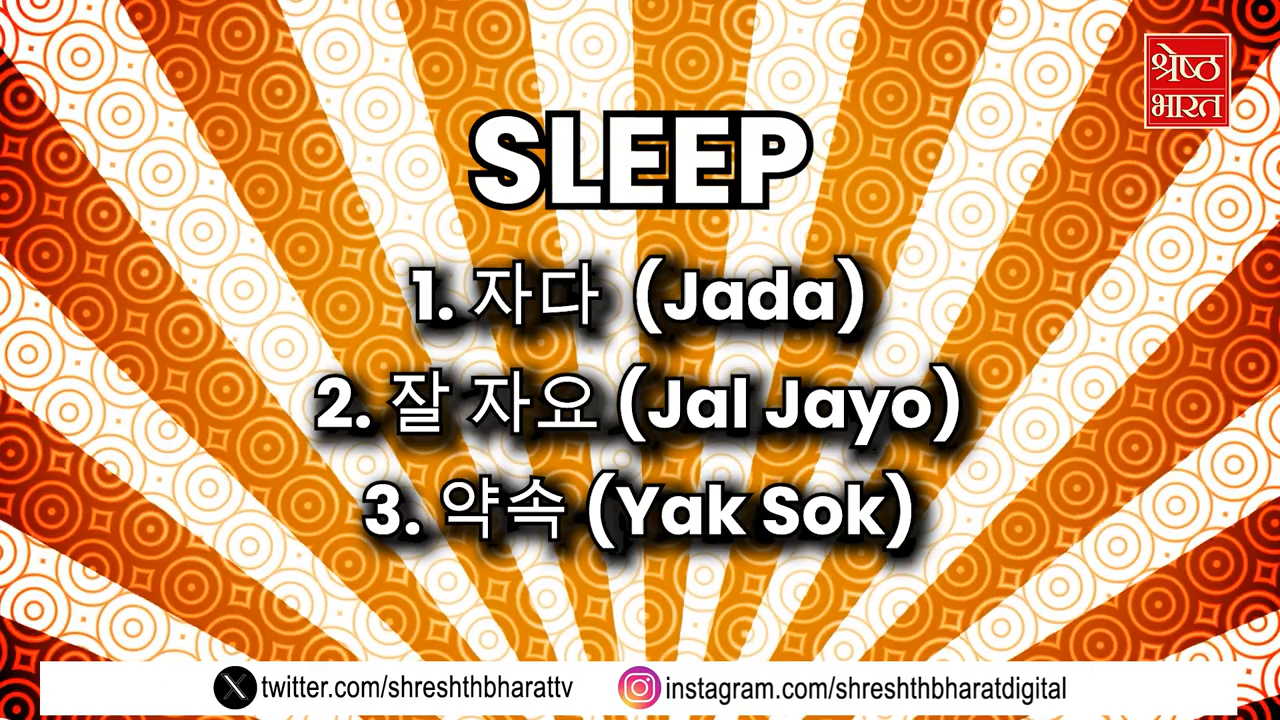 श्रेष्ठ
भारत
SLEEP
1. 자다 (Jada)
2. 잘 자요 (Jal Jayo)
3. 약속 (Yak Sok)
twitter.com/shreshthbharattv
instagram.com/shreshthbharatdigital